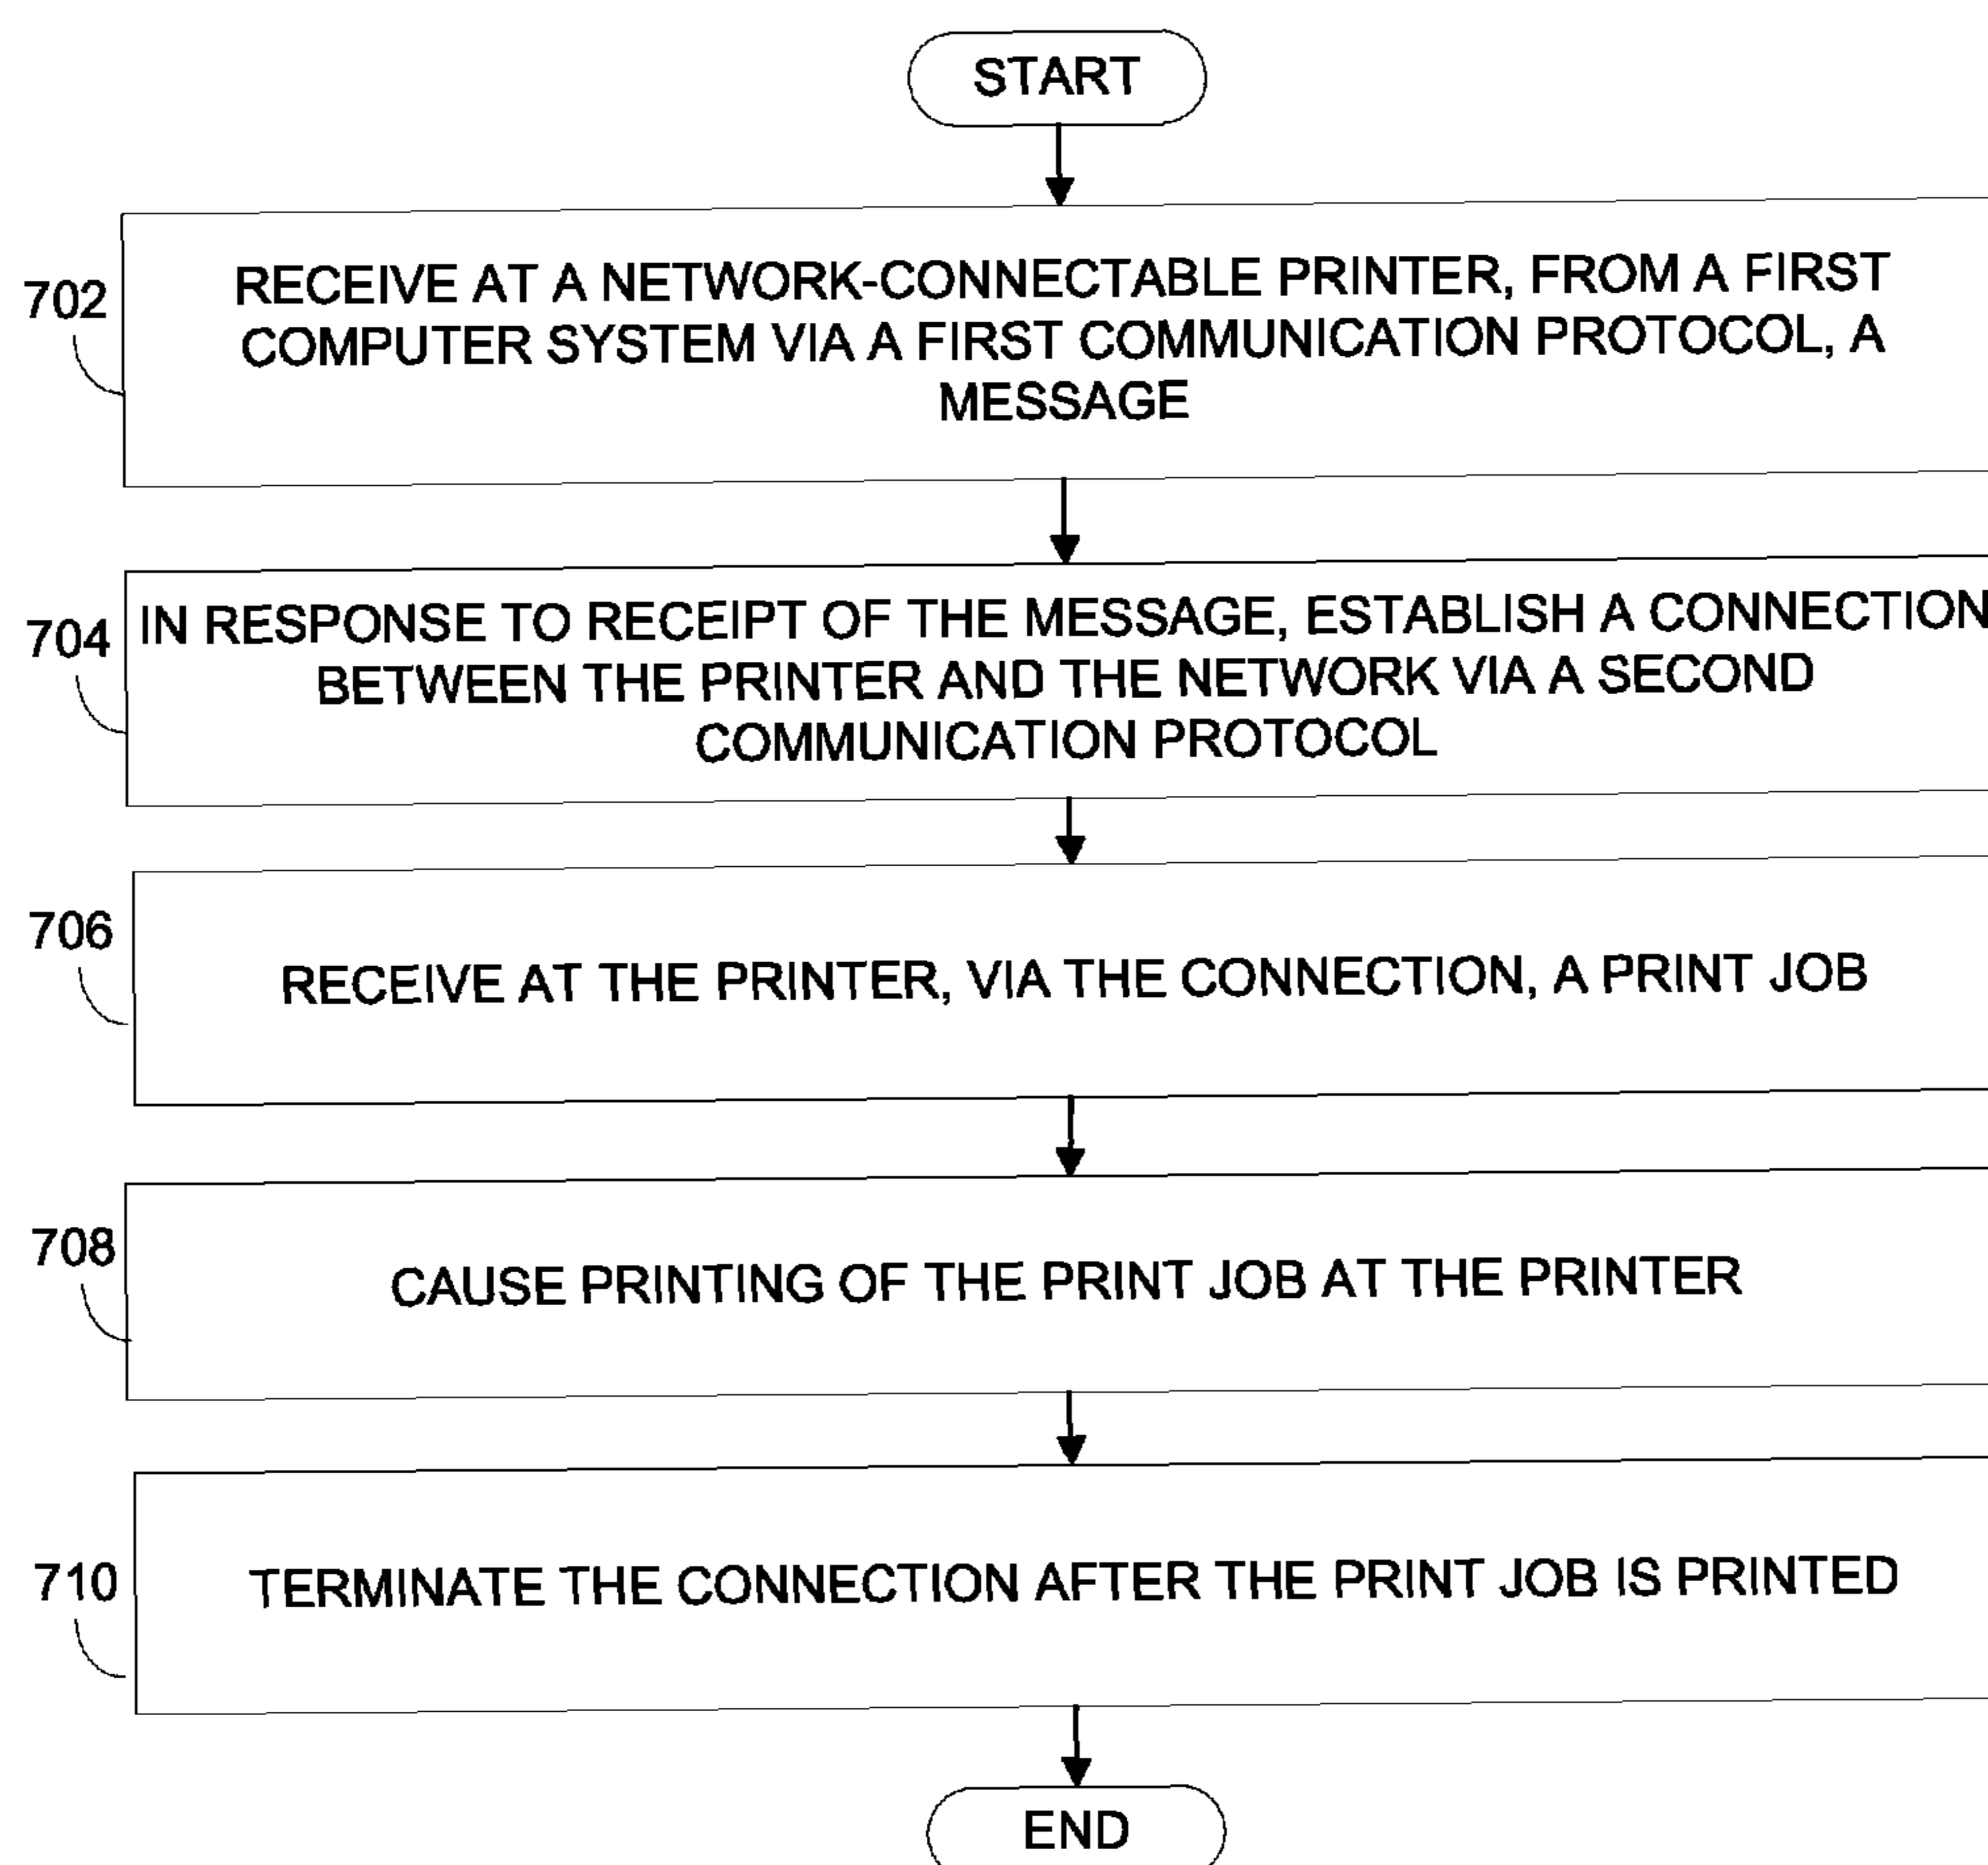 START
702
RECEIVE AT A NETWORK-CONNECTABLE PRINTER, FROM A FIRST
COMPUTER SYSTEM VIA A FIRST COMMUNICATION PROTOCOL, A
MESSAGE
704
IN RESPONSE TO RECEIPT OF THE MESSAGE, ESTABLISH A CONNECTION
BETWEEN THE PRINTER AND THE NETWORK VIA A SECOND
COMMUNICATION PROTOCOL
706
RECEIVE AT THE PRINTER, VIA THE CONNECTION, A PRINT JOB
708
CAUSE PRINTING OF THE PRINT JOB AT THE PRINTER
710
TERMINATE THE CONNECTION AFTER THE PRINT JOB IS PRINTED
END